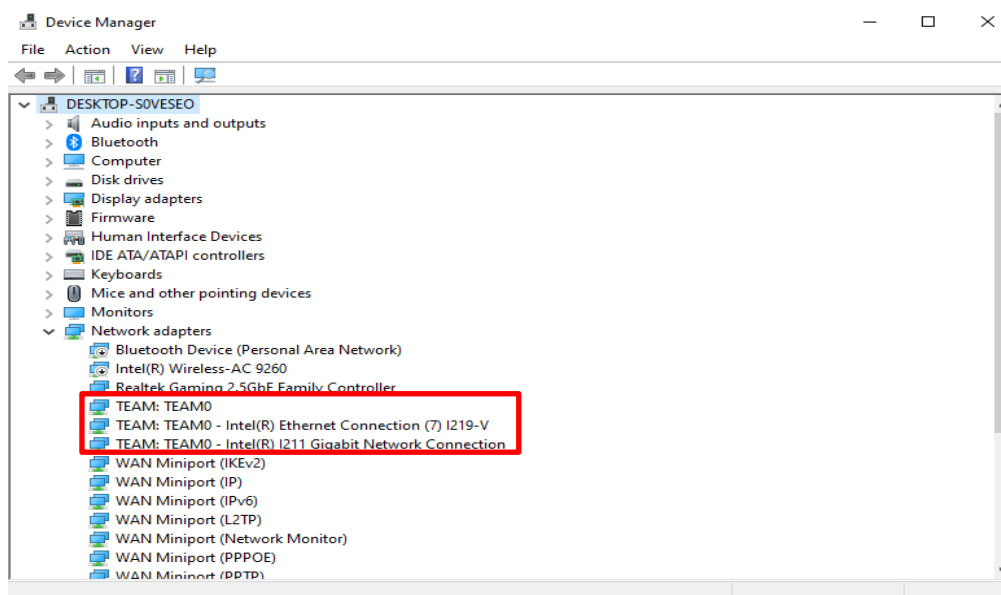 Device Manager
File Action View Help
DESKTOP-S0VESEO
Audio inputs and outputs
Bluetooth
Computer
Disk drives
Display adapters
Firmware
Human Interface Devices
IDE ATA/ATAPI controllers
Keyboards
Mice and other pointing devices
Monitors
Network adapters
Bluetooth Device (Personal Area Network)
Intel(R) Wireless-AC 9260
Realtek Gaming 2.5GbE Family Controller
TEAM: TEAM0
TEAM: TEAM0 - Intel(R) Ethernet Connection (7) I219-V
TEAM: TEAM0 - Intel(R) I211 Gigabit Network Connection
WAN Miniport (IKEv2)
WAN Miniport (IP)
WAN Miniport (IPv6)
WAN Miniport (L2TP)
WAN Miniport (Network Monitor)
WAN Miniport (PPPOE)
WAN Miniport (PPTP)